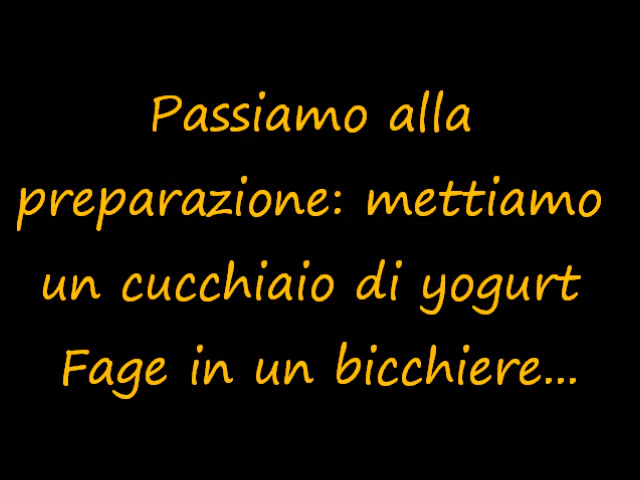 Passiamo alla
preparazione: mettiamo
un cucchiaio di yogurt
Fage in un bicchiere...